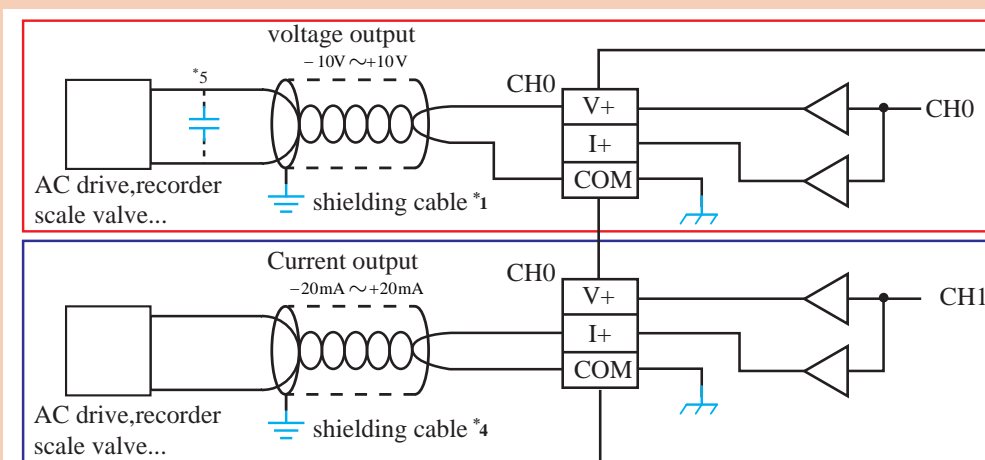 voltage output
−10V～+10V
*5
CH0
V+
I+
COM
CH0
AC drive,recorder
scale valve...
shielding cable *1
Current output
−20mA～+20mA
CH0
V+
I+
COM
CH1
AC drive,recorder
scale valve...
shielding cable *4